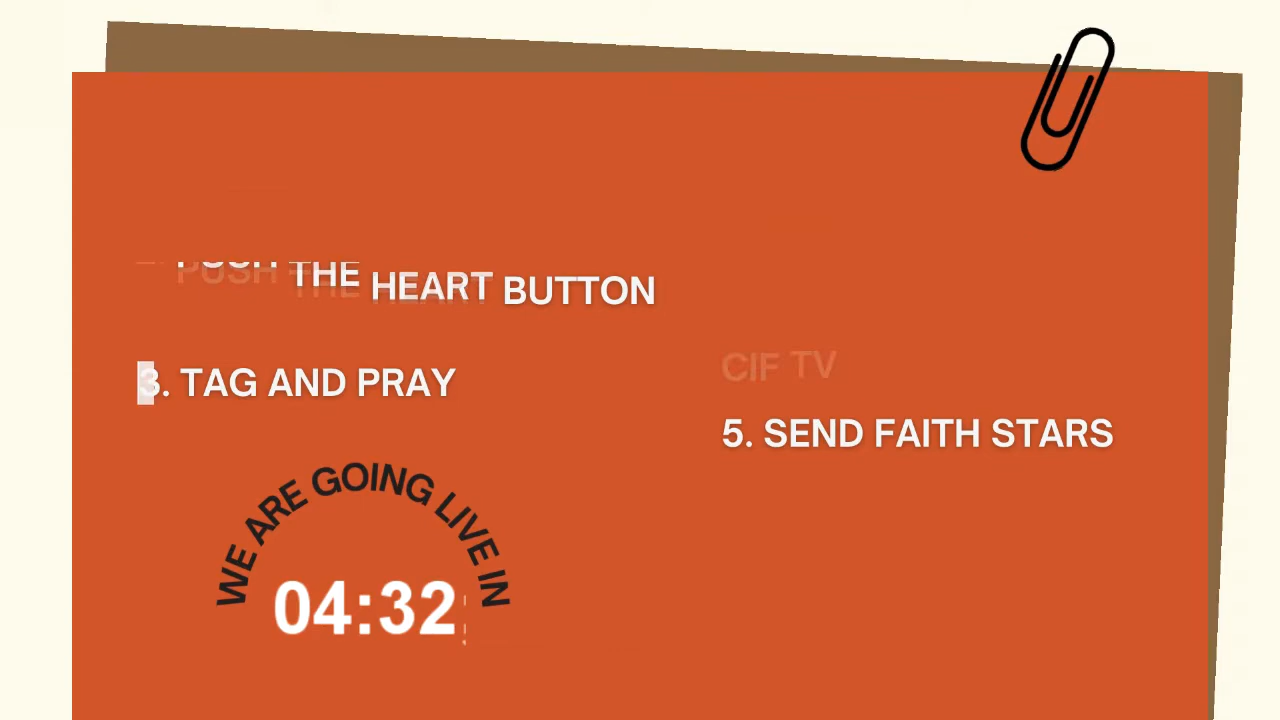 PUSH THE HEART BUTTON
3. TAG AND PRAY
CIF TV
5. SEND FAITH STARS
WE ARE GOING LIVE IN
04:32